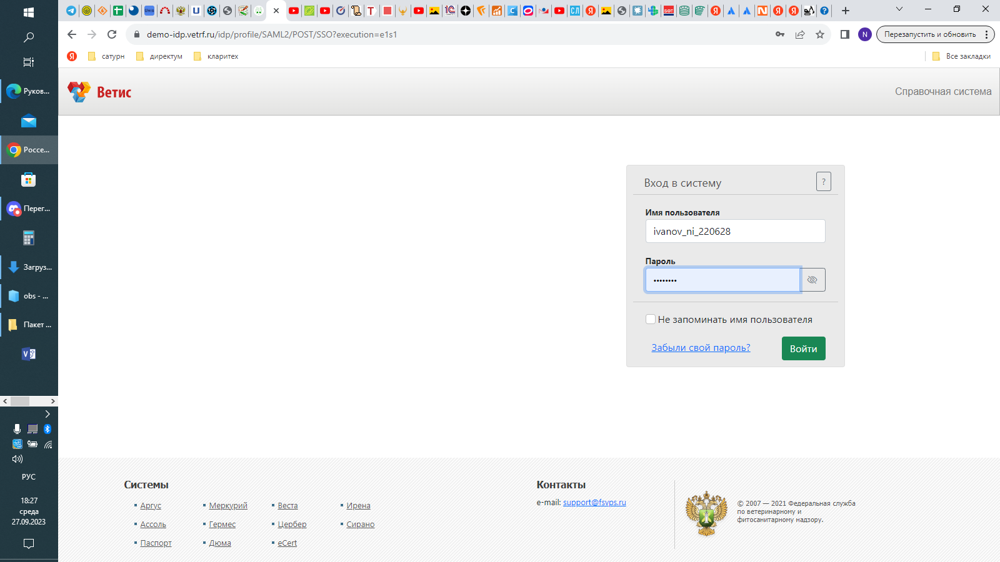 demo-idp.vetrf.ru/idp/profile/SAML2/POST/SSO?execution=e1s1
N
Перезапустить и обновить
сатурн
директум
кларитех
Все закладки
Ветис
Справочная система
Вход в систему
?
Имя пользователя
ivanov_ni_220628
Пароль
••••••••
Не запоминать имя пользователя
Забыли свой пароль?
Войти
Системы
Аргус
Меркурий
Веста
Ирена
Ассоль
Гермес
Цербер
Сирано
Паспорт
Дюма
eCert
Контакты
e-mail: support@fsvps.ru
© 2007 — 2021 Федеральная служба
по ветеринарному и
фитосанитарному надзору.
Руков...
Россе...
Перег...
Загруз...
obs - ...
Пакет ...
РУС
18:27
среда
27.09.2023